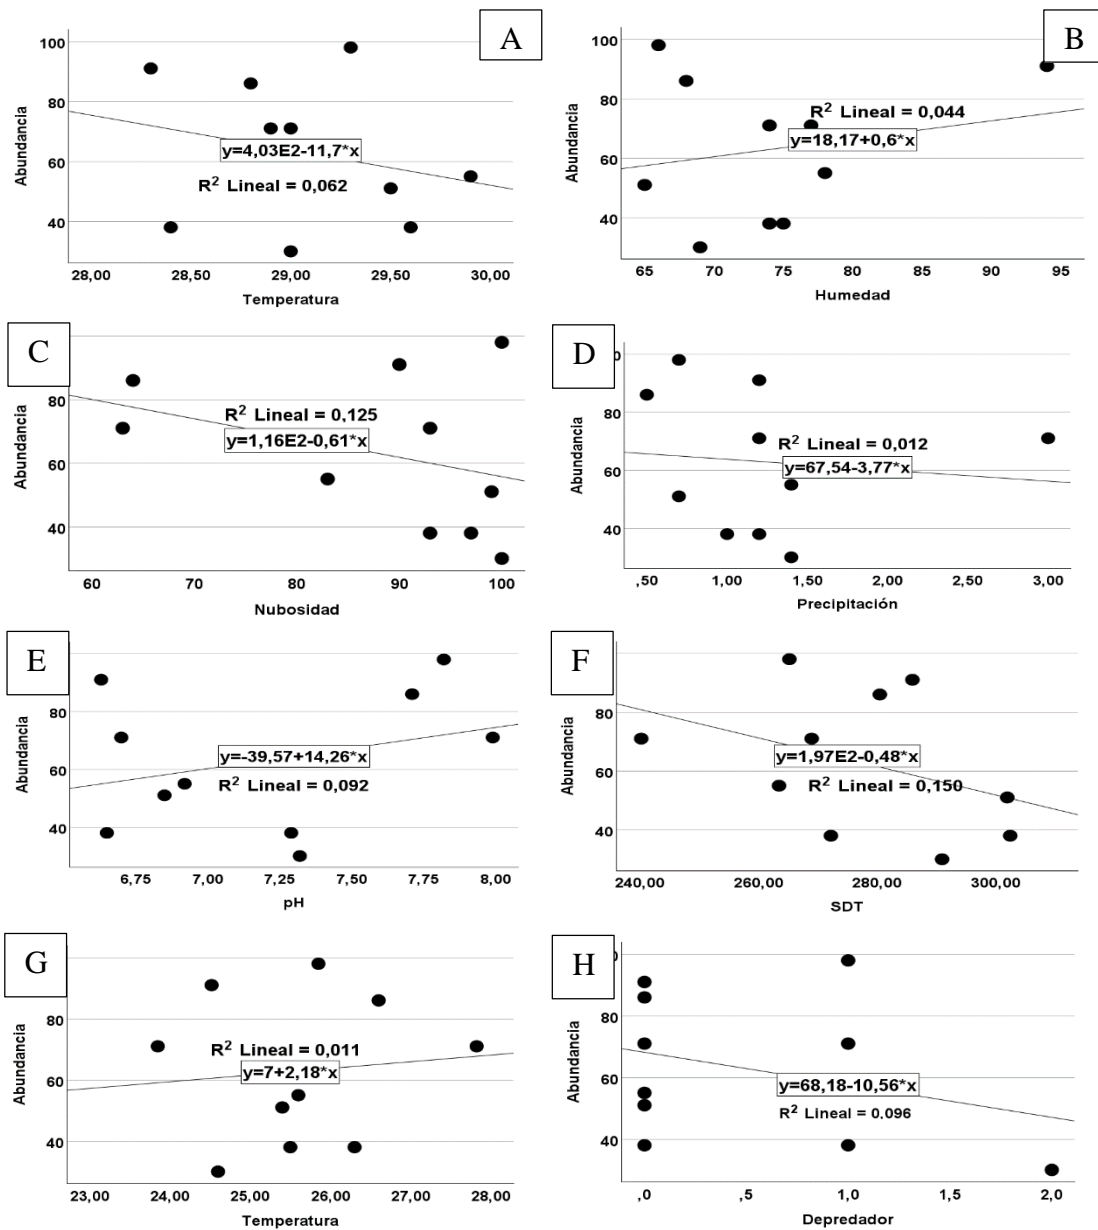 A
Abundancia
100
80
60
40
y=4,03E2-11,7*x
R² Lineal = 0,062
28,00 28,50 29,00 29,50 30,00
Temperatura
B
Abundancia
100
80
60
40
R² Lineal = 0,044
y=18,17+0,6*x
65 70 75 80 85 90 95
Humedad
C
Abundancia
80
60
40
R² Lineal = 0,125
y=1,16E2-0,61*x
60 70 80 90 100
Nubosidad
D
Abundancia
80
60
40
R² Lineal = 0,012
y=67,54-3,77*x
,50 1,00 1,50 2,00 2,50 3,00
Precipitación
E
Abundancia
80
60
40
y=-39,57+14,26*x
R² Lineal = 0,092
6,75 7,00 7,25 7,50 7,75 8,00
pH
F
Abundancia
80
60
40
y=1,97E2-0,48*x
R² Lineal = 0,150
240,00 260,00 280,00 300,00
SDT
G
Abundancia
80
60
40
R² Lineal = 0,011
y=7+2,18*x
23,00 24,00 25,00 26,00 27,00 28,00
Temperatura
H
Abundancia
80
60
40
y=68,18-10,56*x
R² Lineal = 0,096
,0 ,5 1,0 1,5 2,0
Depredador